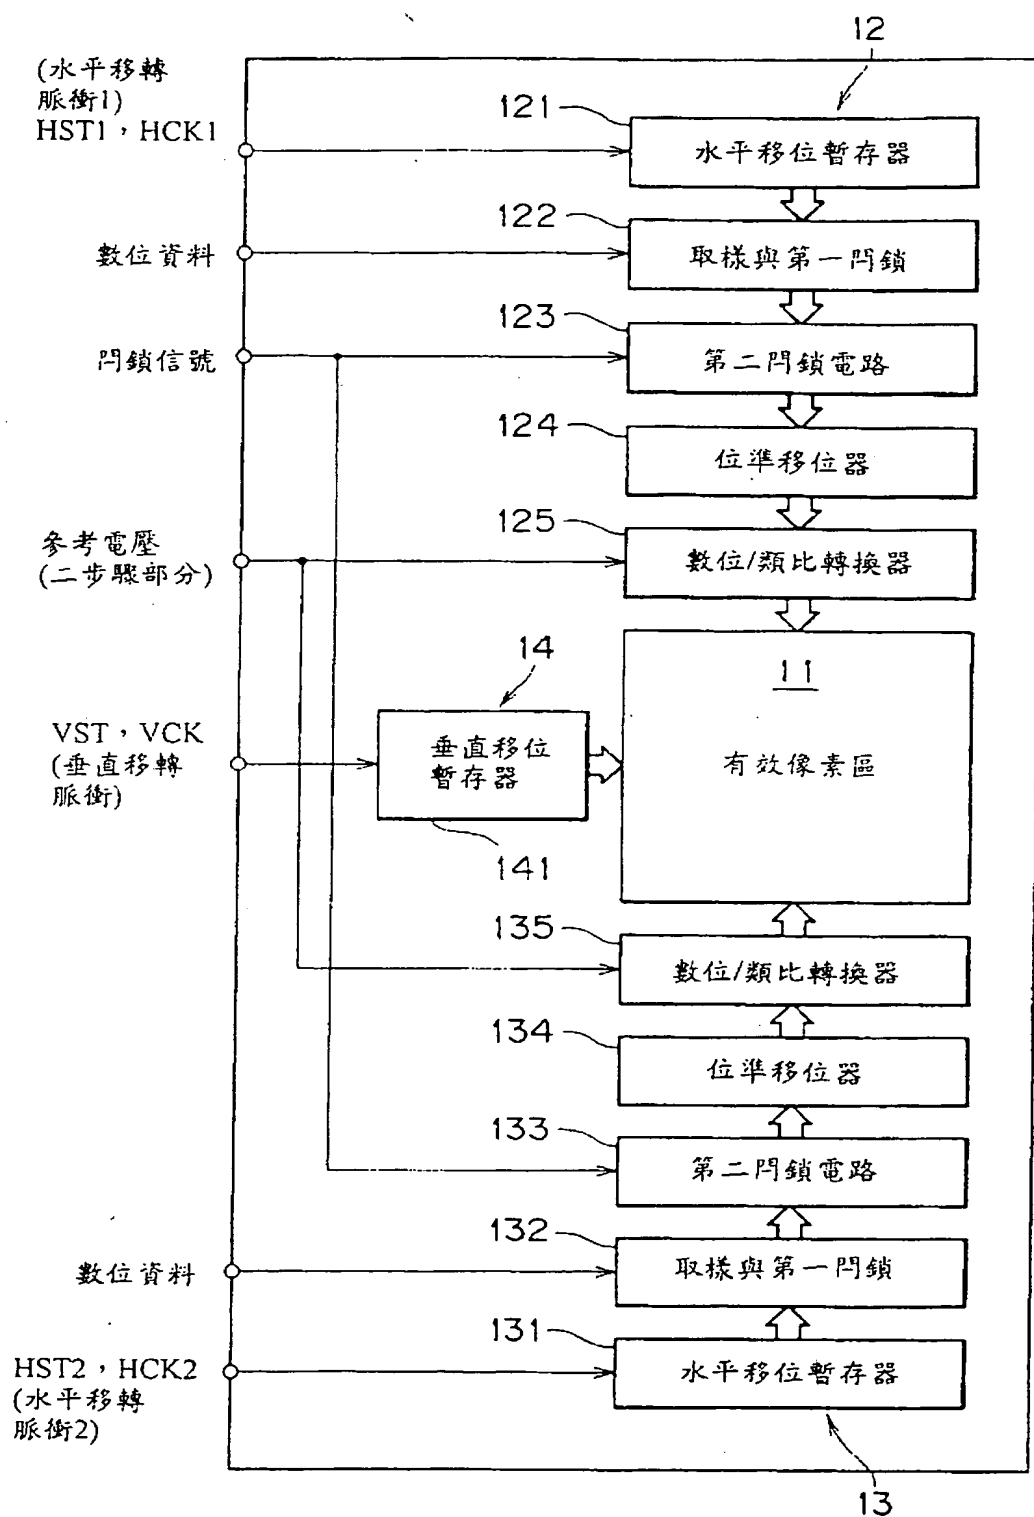 12
(水平移轉
脈衝1)
HST1，HCK1
121
水平移位暫存器
122
數位資料
取樣與第一閂鎖
123
閂鎖信號
第二閂鎖電路
124
位準移位器
125
參考電壓
(二步驟部分)
數位/類比轉換器
11
14
VST，VCK
(垂直移轉
脈衝)
垂直移位
暫存器
有效像素區
141
135
數位/類比轉換器
134
位準移位器
133
第二閂鎖電路
132
數位資料
取樣與第一閂鎖
131
HST2，HCK2
(水平移轉
脈衝2)
水平移位暫存器
13